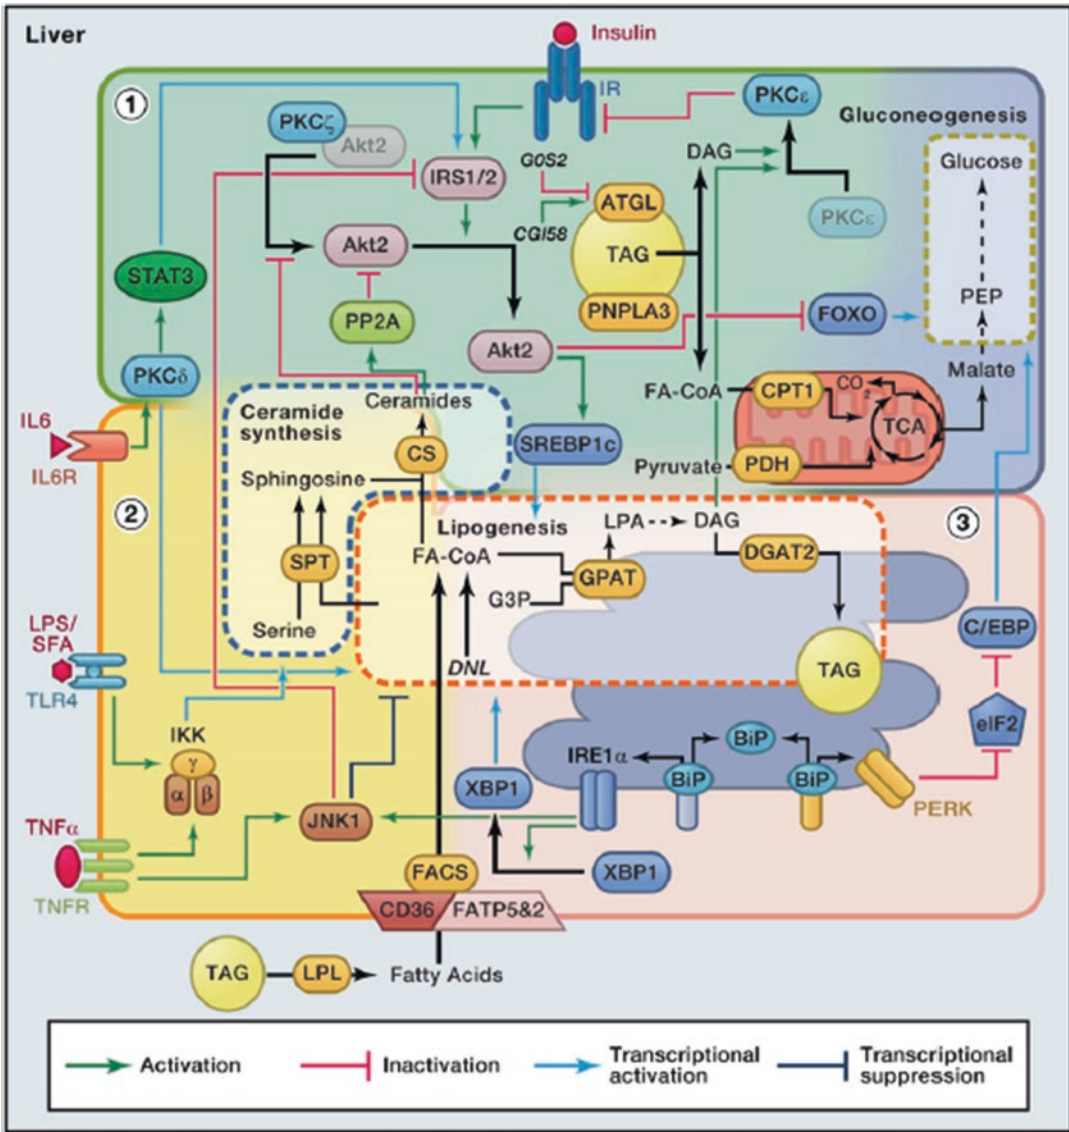 Liver
Insulin
IR
1
PKCζ
Akt2
PKCε
Gluconeogenesis
Glucose
DAG
G0S2
IRS1/2
ATGL
PKCε
CGI58
Akt2
TAG
STAT3
PEP
PP2A
PNPLA3
FOXO
Akt2
PKCδ
Malate
Ceramides
FA-CoA
CPT1
CO2
TCA
Ceramide
synthesis
IL6
CS
SREBP1c
Pyruvate
PDH
IL6R
Sphingosine
2
Lipogenesis
LPA
DAG
3
FA-CoA
DGAT2
SPT
GPAT
G3P
LPS/
SFA
Serine
C/EBP
DNL
TAG
TLR4
IKK
γ
α
β
eIF2
BiP
IRE1α
BiP
BiP
XBP1
PERK
TNFα
JNK1
FACS
XBP1
TNFR
CD36
FATP5&2
TAG
LPL
Fatty Acids
Activation
Inactivation
Transcriptional
activation
Transcriptional
suppression